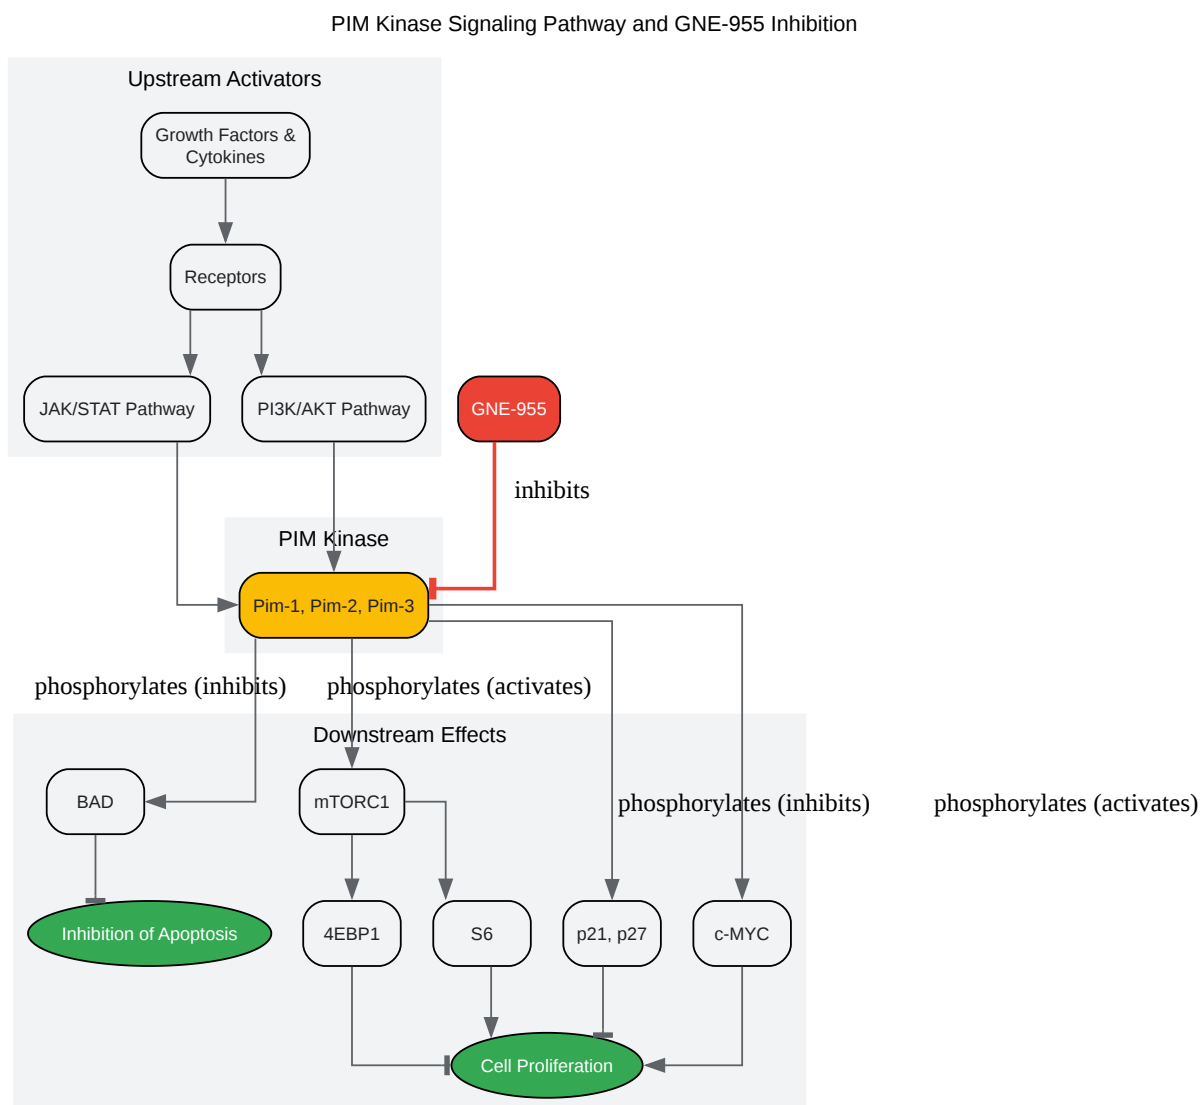 PIM Kinase Signaling Pathway and GNE-955 Inhibition
Upstream Activators
Growth Factors &
Cytokines
Receptors
JAK/STAT Pathway
PI3K/AKT Pathway
GNE-955
inhibits
PIM Kinase
Pim-1, Pim-2, Pim-3
phosphorylates (inhibits)
phosphorylates (activates)
Downstream Effects
BAD
mTORC1
phosphorylates (inhibits)
phosphorylates (activates)
Inhibition of Apoptosis
4EBP1
S6
p21, p27
c-MYC
Cell Proliferation